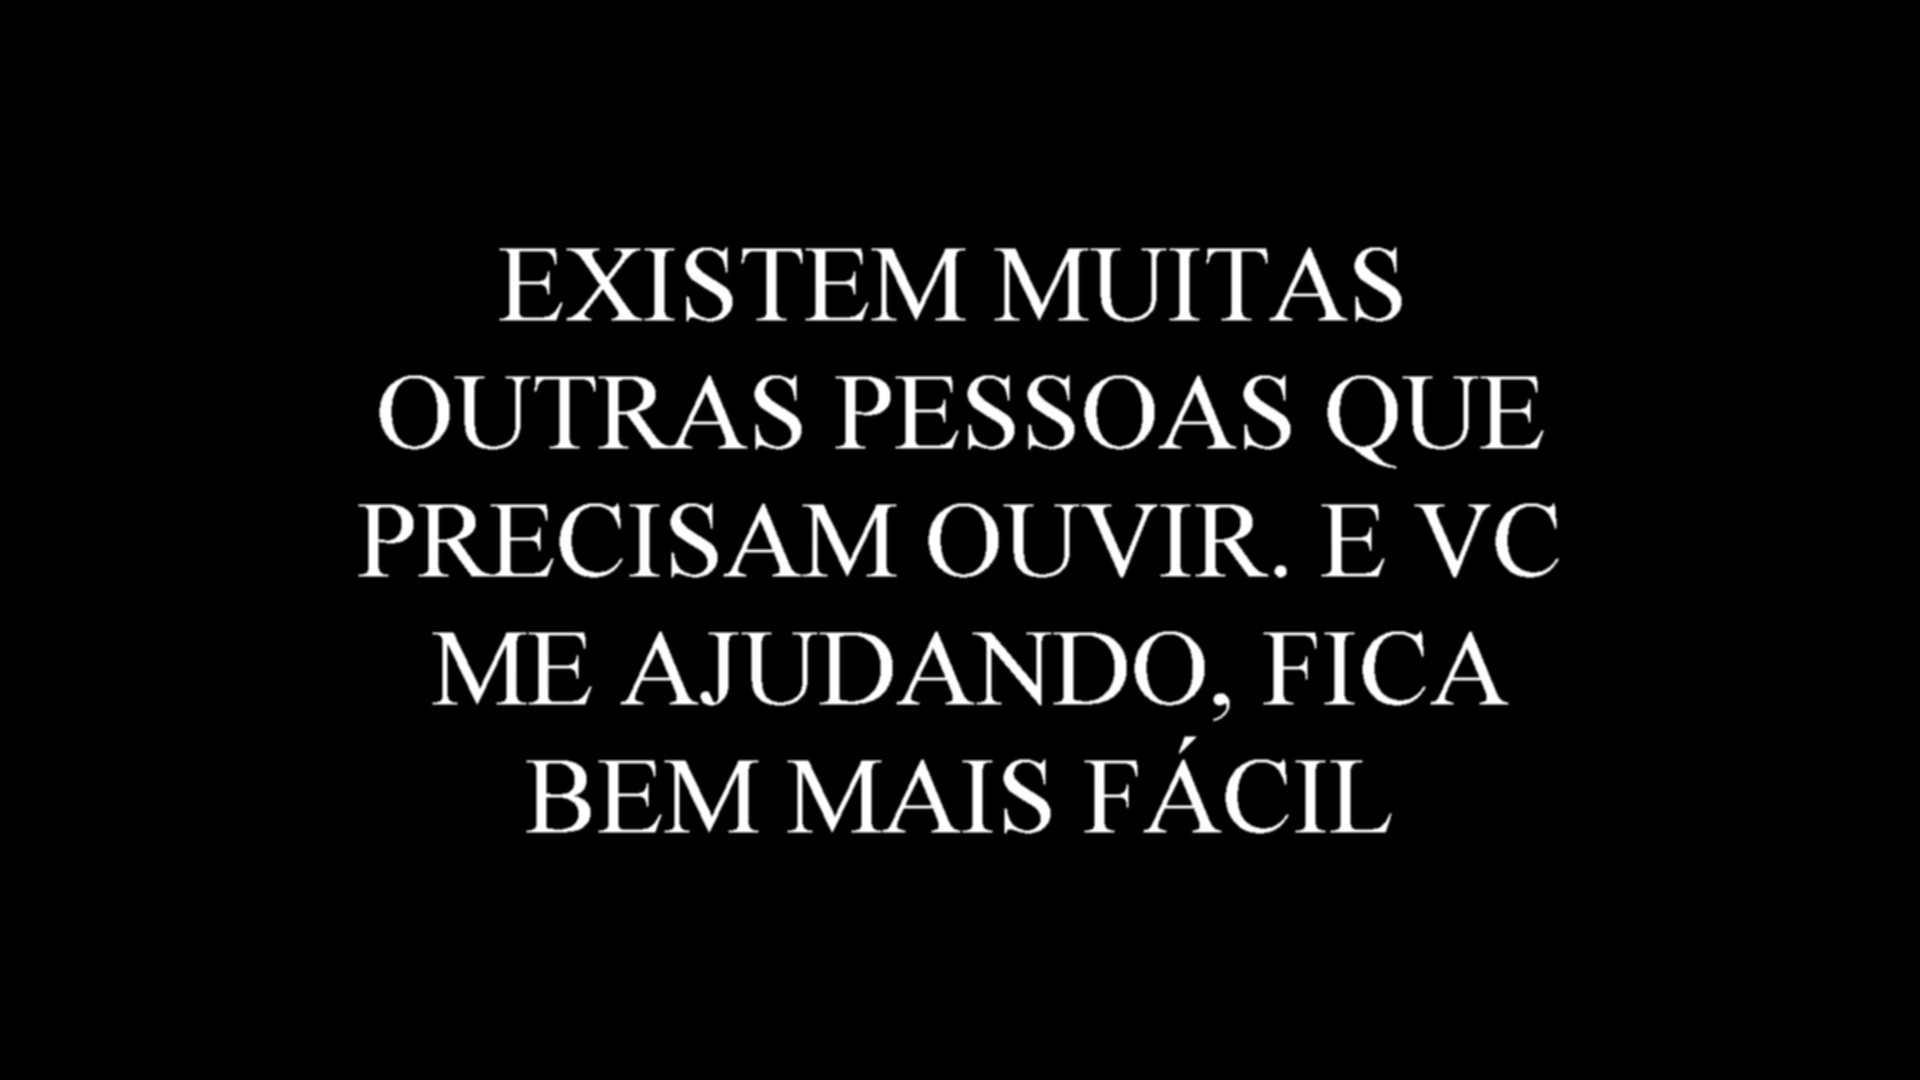 EXISTEM MUITAS
OUTRAS PESSOAS QUE
PRECISAM OUVIR. E VC
ME AJUDANDO, FICA
BEM MAIS FÁCIL